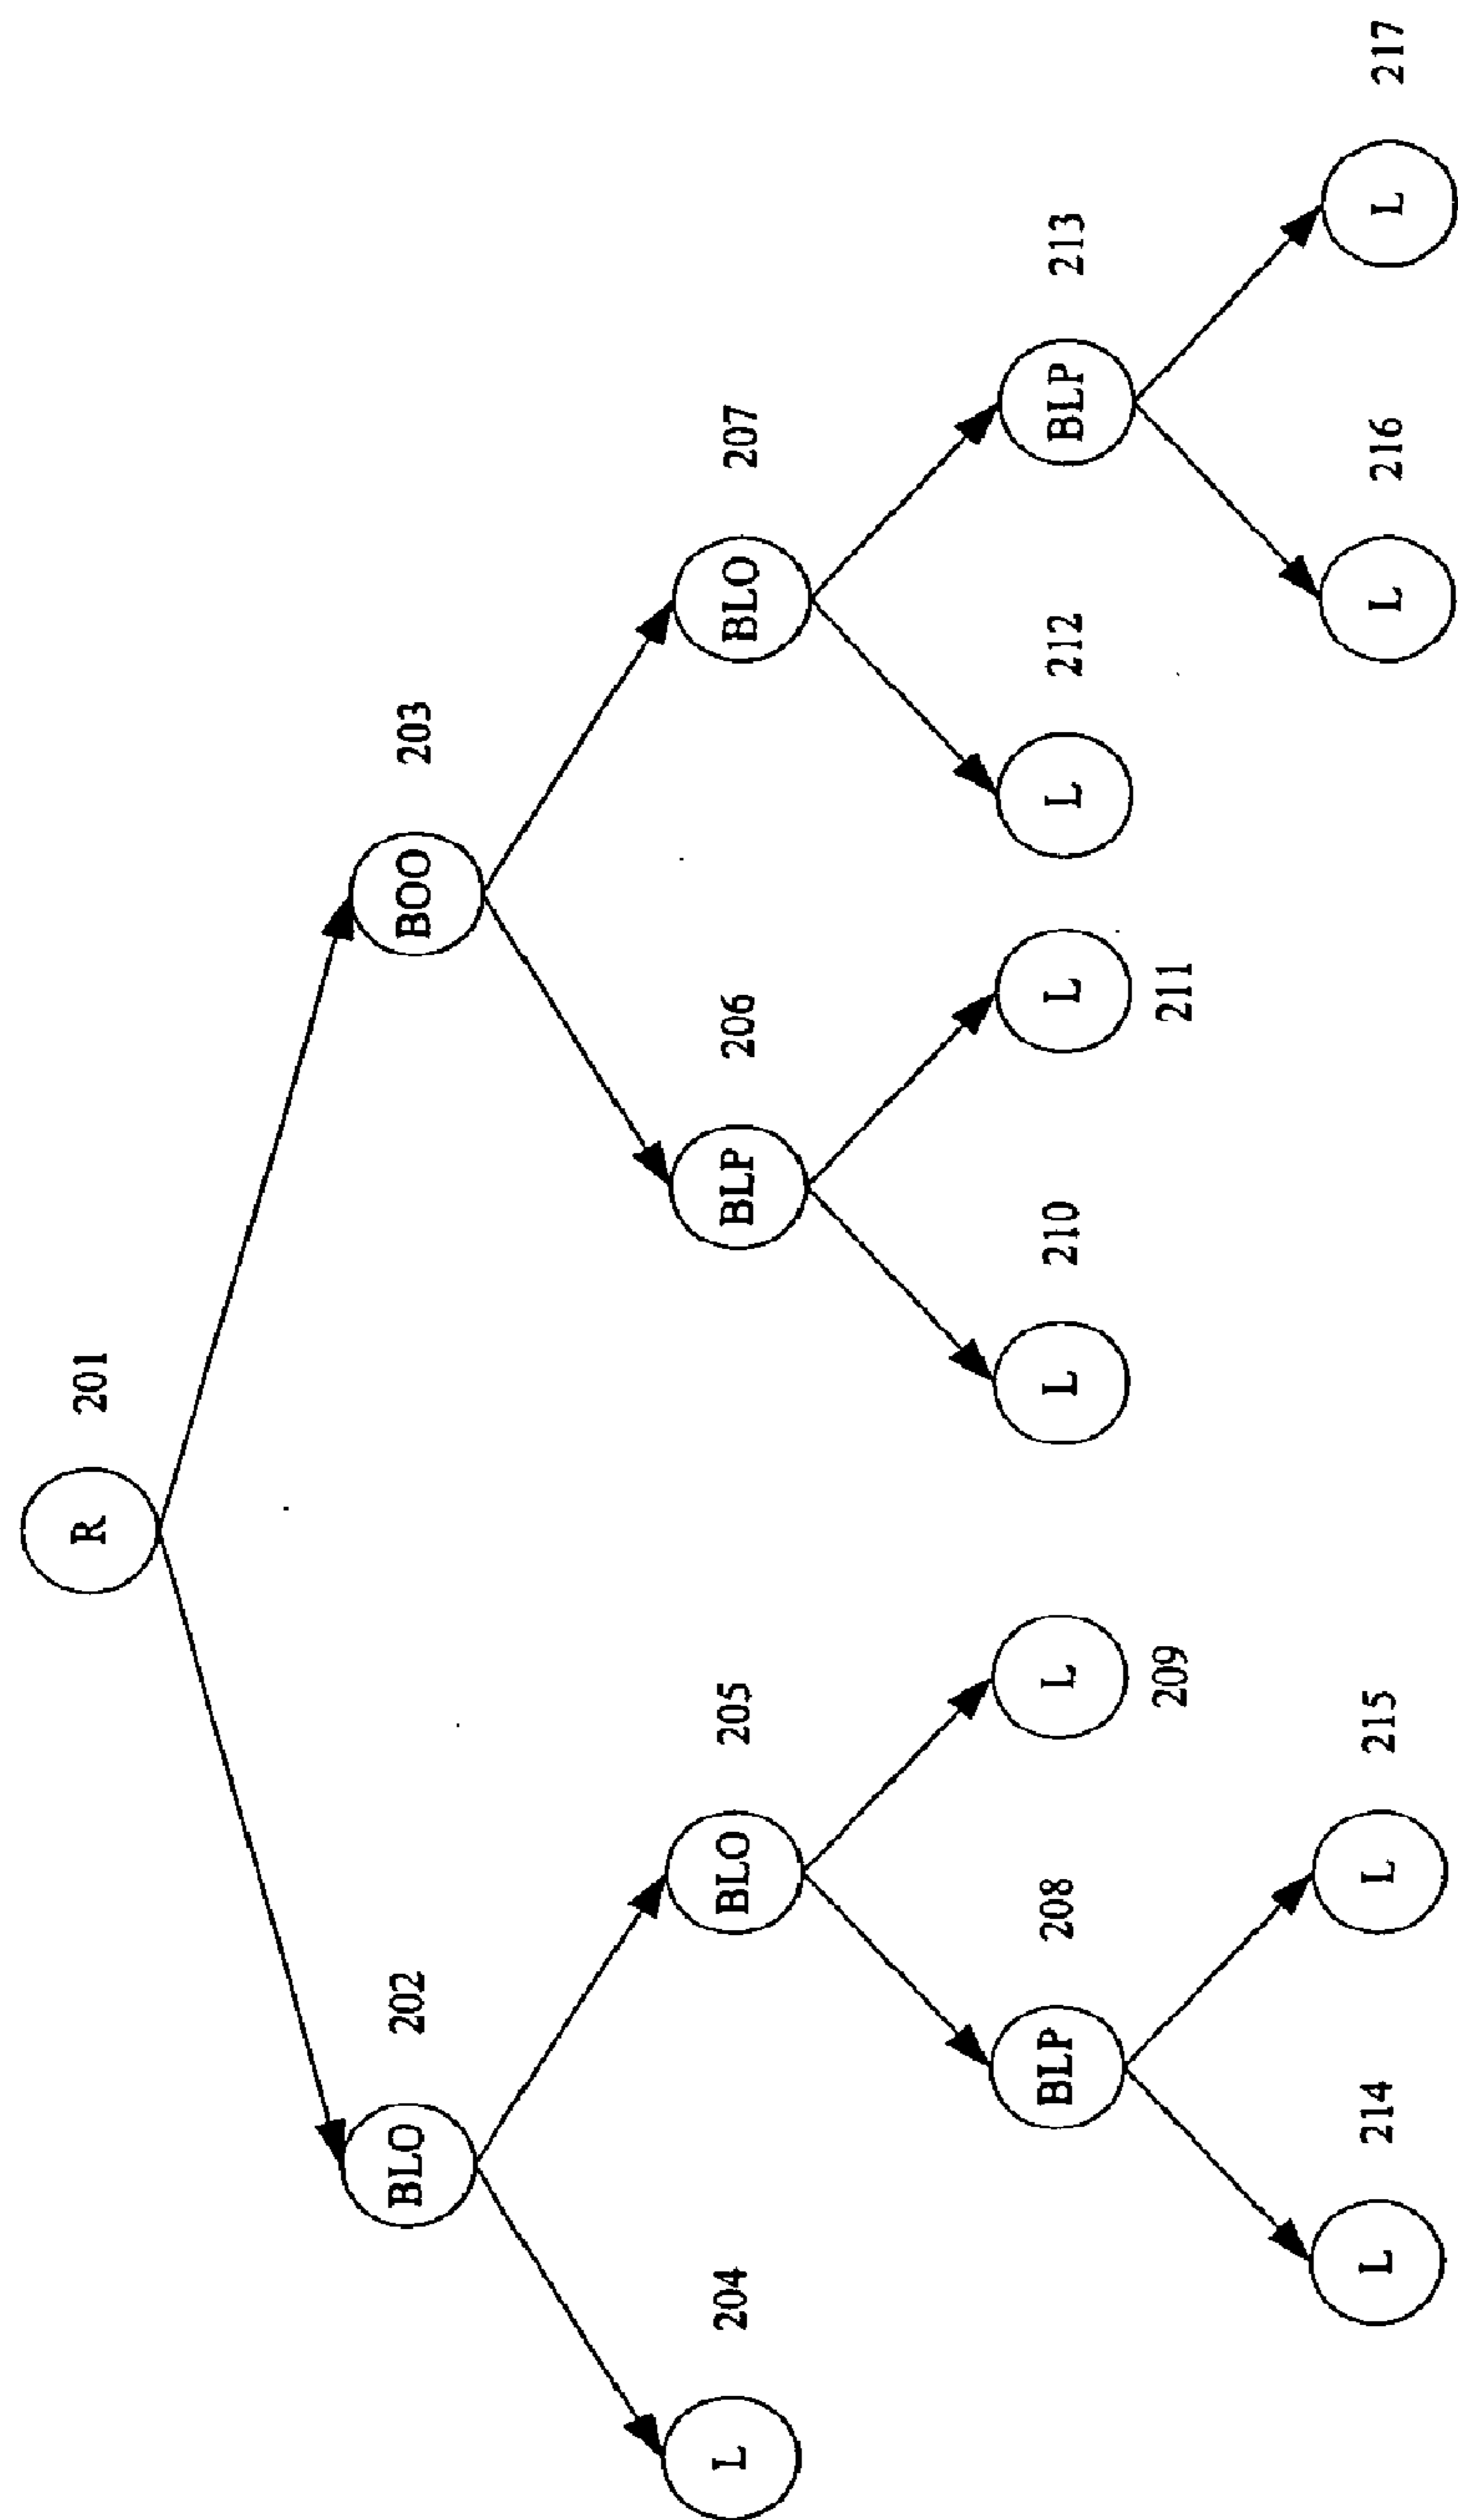 R 201
BLO 202
BOO 203
L 204
BLO 205
BLP 206
BLO 207
BLP 208
L 209
L 210
L 211
L 212
BLP 213
L 214
L 215
L 216
L 217